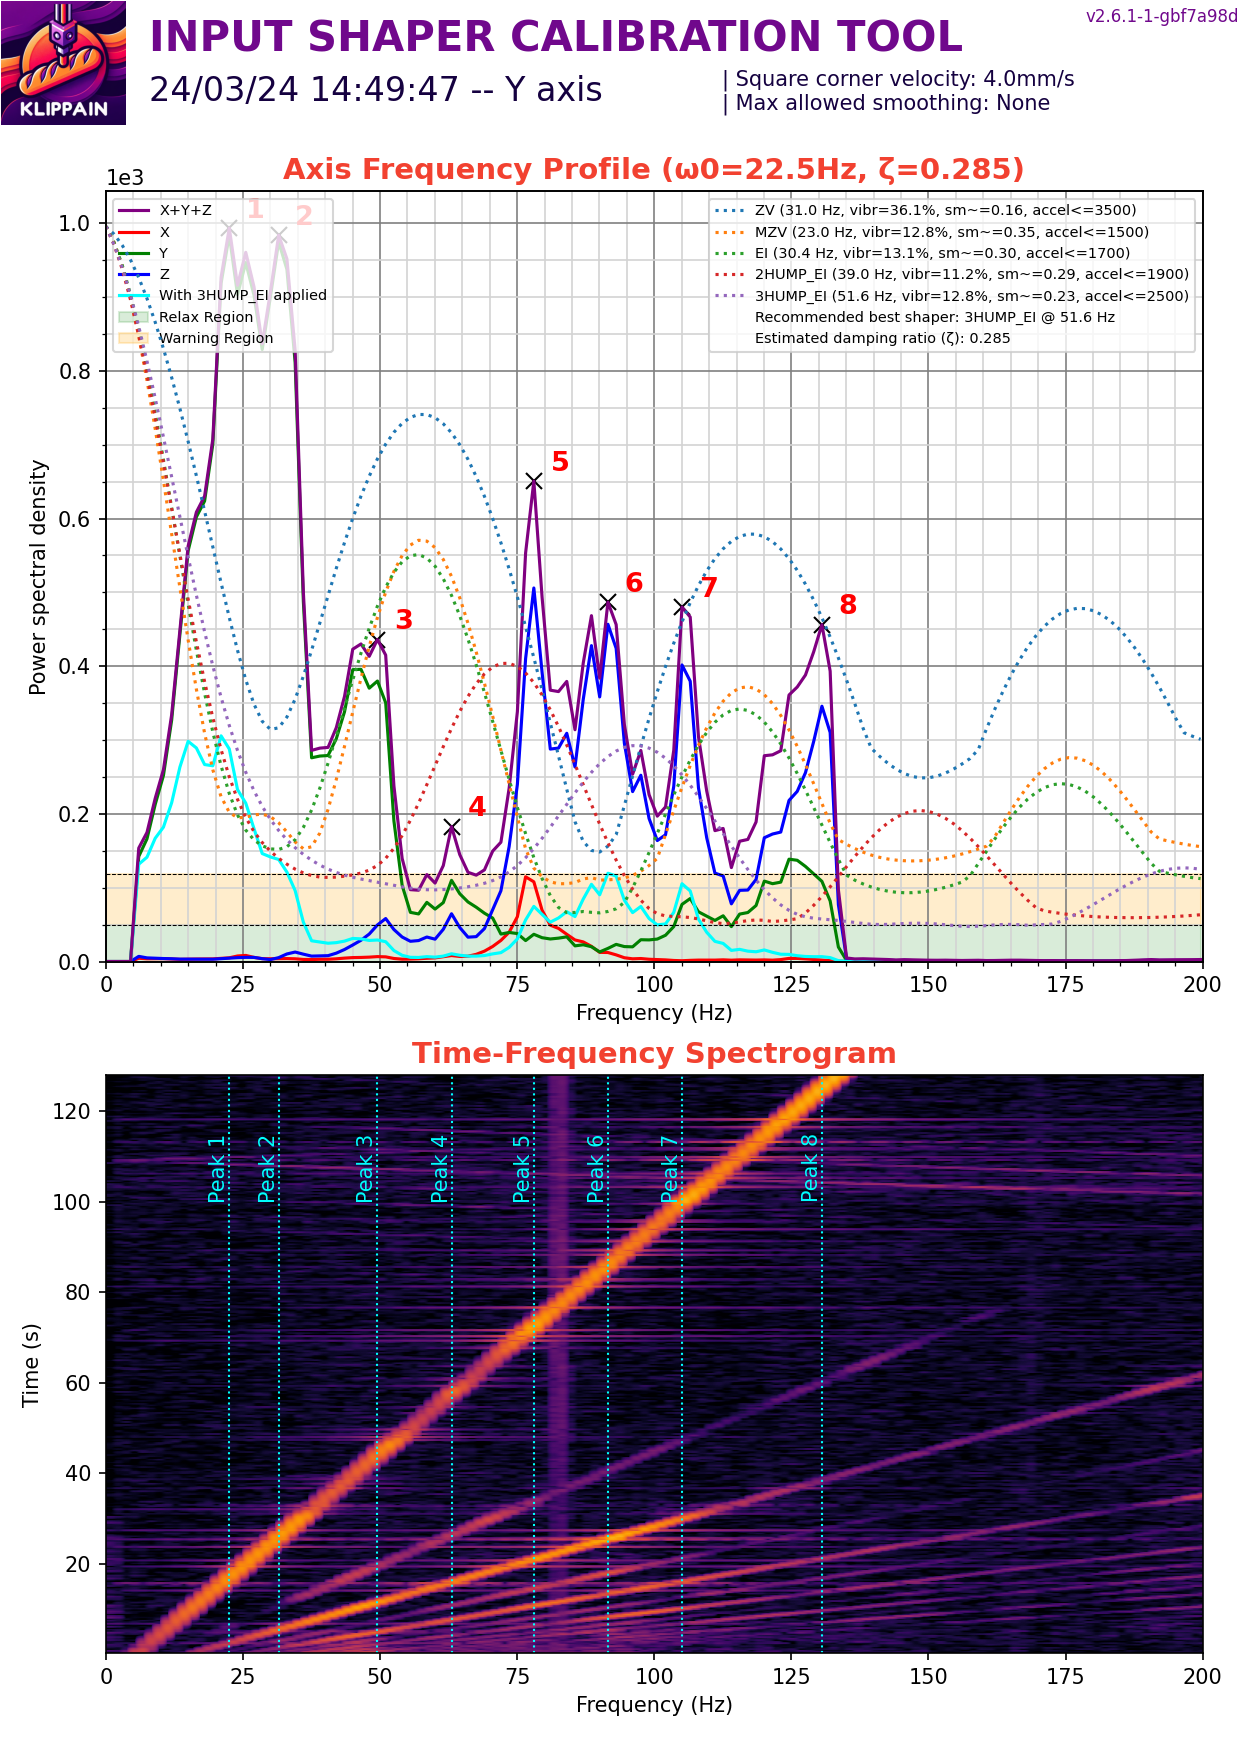 INPUT SHAPER CALIBRATION TOOL
v2.6.1-1-gbf7a98d
24/03/24 14:49:47 -- Y axis
| Square corner velocity: 4.0mm/s
| Max allowed smoothing: None
KLIPPAIN
Axis Frequency Profile (ω0=22.5Hz, ζ=0.285)
1e3
X+Y+Z
X
Y
Z
With 3HUMP_EI applied
Relax Region
Warning Region
ZV (31.0 Hz, vibr=36.1%, sm~=0.16, accel<=3500)
MZV (23.0 Hz, vibr=12.8%, sm~=0.35, accel<=1500)
EI (30.4 Hz, vibr=13.1%, sm~=0.30, accel<=1700)
2HUMP_EI (39.0 Hz, vibr=11.2%, sm~=0.29, accel<=1900)
3HUMP_EI (51.6 Hz, vibr=12.8%, sm~=0.23, accel<=2500)
Recommended best shaper: 3HUMP_EI @ 51.6 Hz
Estimated damping ratio (ζ): 0.285
1
2
3
4
5
6
7
8
Power spectral density
1.0
0.8
0.6
0.4
0.2
0.0
0 25 50 75 100 125 150 175 200
Frequency (Hz)
Time-Frequency Spectrogram
Time (s)
120
100
80
60
40
20
Peak 1
Peak 2
Peak 3
Peak 4
Peak 5
Peak 6
Peak 7
Peak 8
0 25 50 75 100 125 150 175 200
Frequency (Hz)